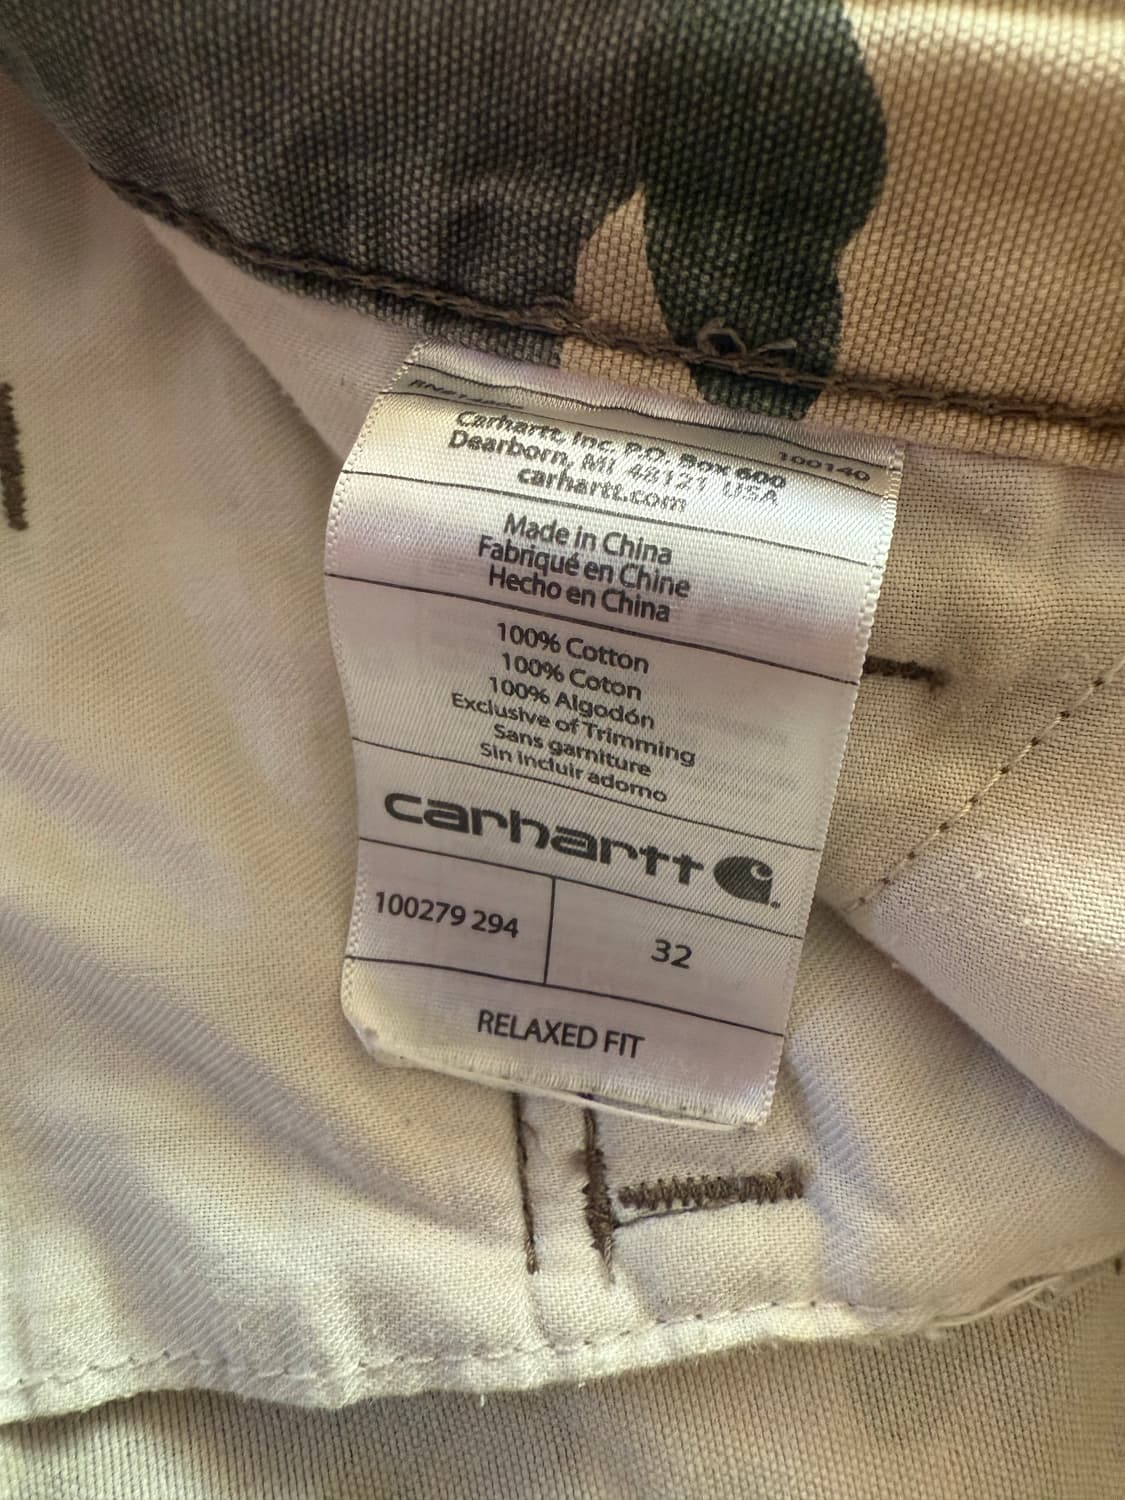 100140
Carhartt, Inc. P.O. Box 600
Dearborn, MI 48121 USA
carhartt.com
Made in China
Fabriqué en Chine
Hecho en China
100% Cotton
100% Coton
100% Algodón
Exclusive of Trimming
Sans garniture
Sin incluir adorno
carhartt
100279 294
32
RELAXED FIT